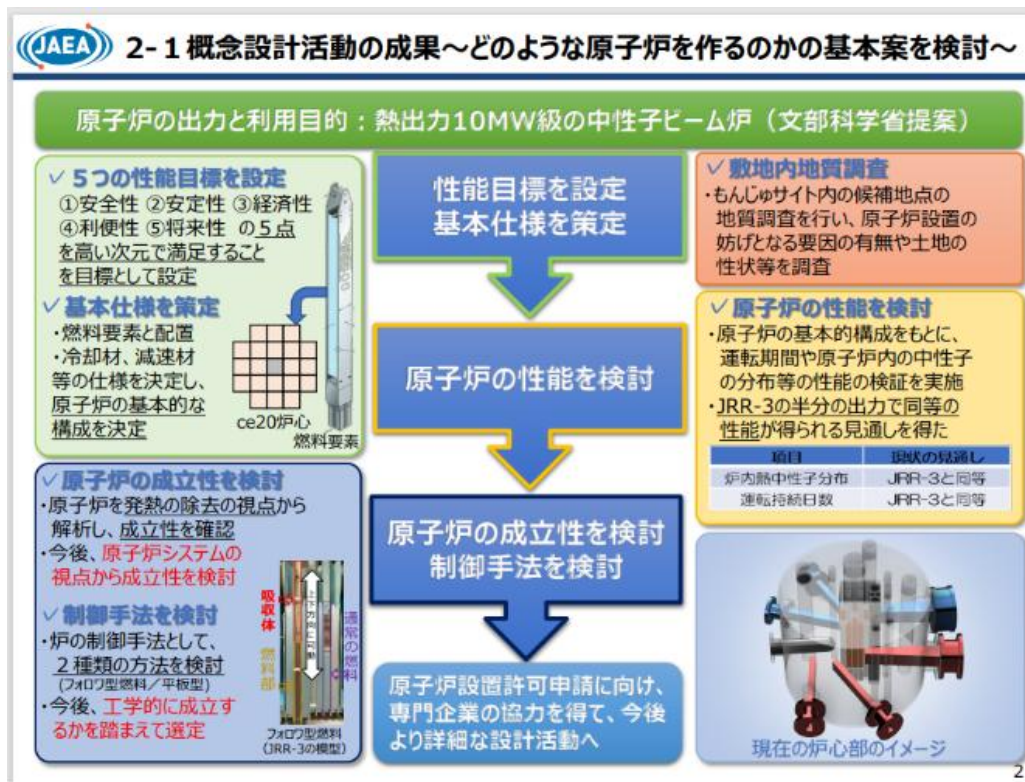 JAEA
2-1概念設計活動の成果～どのような原子炉を作るのかの基本案を検討～
原子炉の出力と利用目的：熱出力10MW級の中性子ビーム炉（文部科学省提案）
✓５つの性能目標を設定
①安全性 ②安定性 ③経済性
④利便性 ⑤将来性 の５点
を高い次元で満足すること
を目標として設定
✓基本仕様を策定
・燃料要素と配置
・冷却材、減速材
等の仕様を決定し、
原子炉の基本的な
構成を決定
ce20炉心
燃料要素
性能目標を設定
基本仕様を策定
✓敷地内地質調査
・もんじゅサイト内の候補地点の
地質調査を行い、原子炉設置の
妨げとなる要因の有無や土地の
性状等を調査
原子炉の性能を検討
✓原子炉の性能を検討
・原子炉の基本的構成をもとに、
運転期間や原子炉内の中性子
の分布等の性能の検証を実施
・JRR-3の半分の出力で同等の
性能が得られる見通しを得た
項目 現状の見通し
炉内熱中性子分布 JRR-3と同等
運転持続日数 JRR-3と同等
✓原子炉の成立性を検討
・原子炉を発熱の除去の視点から
解析し、成立性を確認
・今後、原子炉システムの
視点から成立性を検討
✓制御手法を検討
・炉の制御手法として、
２種類の方法を検討
(フォロワ型燃料／平板型)
・今後、工学的に成立す
るかを踏まえて選定
吸収体
燃料部
上下方向に可動
通常の燃料
フォロワ型燃料
（JRR-3の模型）
原子炉の成立性を検討
制御手法を検討
原子炉設置許可申請に向け、
専門企業の協力を得て、今後
より詳細な設計活動へ
現在の炉心部のイメージ
2